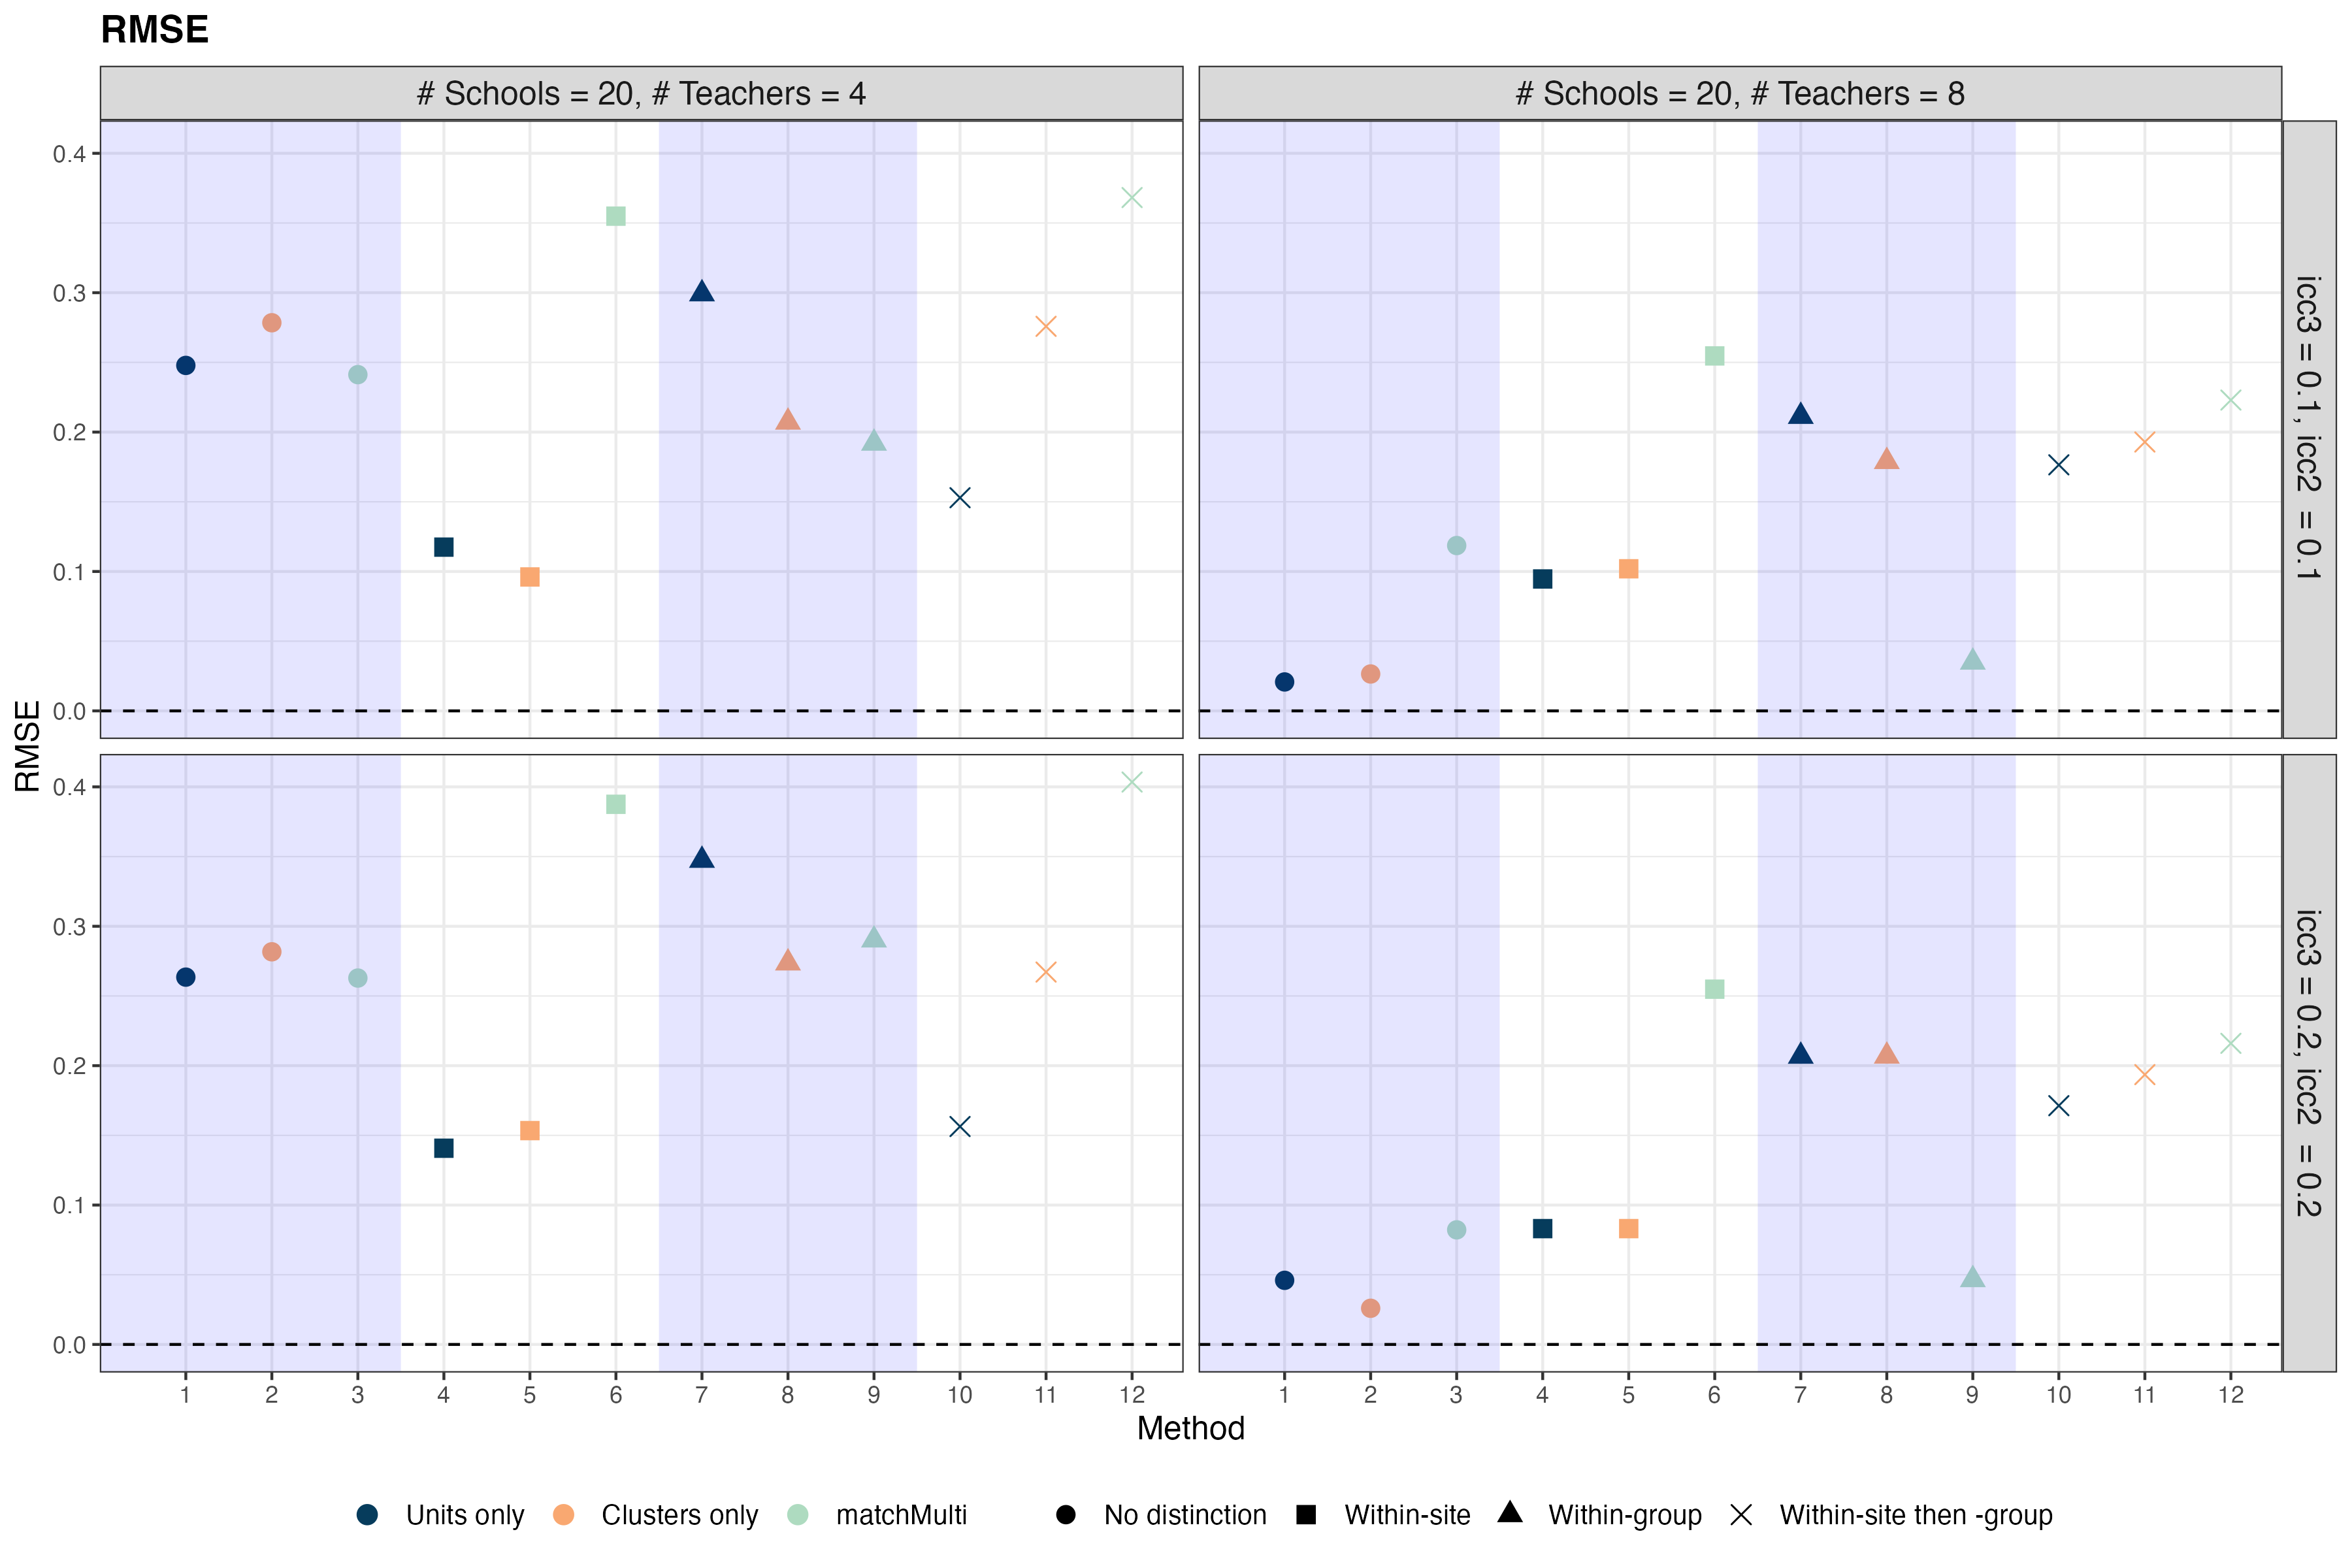 RMSE
# Schools = 20, # Teachers = 4
# Schools = 20, # Teachers = 8
0.4
0.3
0.2
0.1
0.0
icc3 = 0.1, icc2 = 0.1
RMSE
0.4
0.3
0.2
0.1
0.0
icc3 = 0.2, icc2 = 0.2
1 2 3 4 5 6 7 8 9 10 11 12
1 2 3 4 5 6 7 8 9 10 11 12
Method
Units only Clusters only matchMulti No distinction Within-site Within-group Within-site then -group